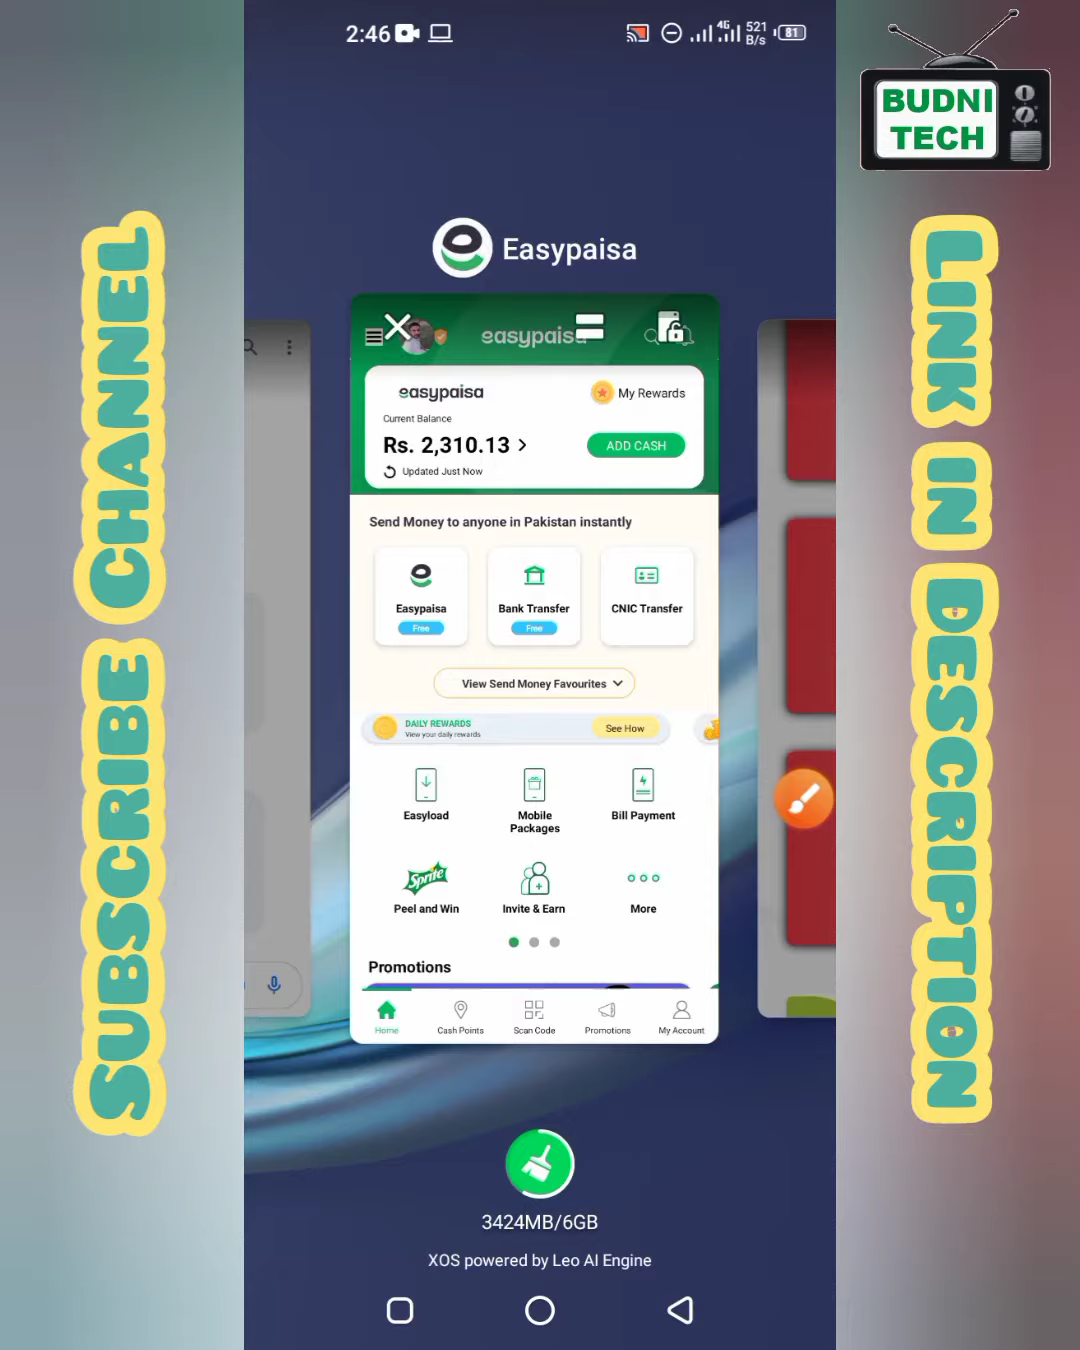 2:46
4G
521
B/s
81
BUDNI
TECH
SUBSCRIBE CHANNEL
LINK IN DESCRIPTION
Easypaisa
easypaisa
easypaisa
My Rewards
Current Balance
Rs. 2,310.13 >
ADD CASH
Updated Just Now
Send Money to anyone in Pakistan instantly
Easypaisa
Bank Transfer
CNIC Transfer
Free
Free
View Send Money Favourites
DAILY REWARDS
View your daily rewards
See How
Easyload
Mobile
Packages
Bill Payment
Sprite
Peel and Win
Invite & Earn
More
Promotions
Home
Cash Points
Scan Code
Promotions
My Account
3424MB/6GB
XOS powered by Leo AI Engine